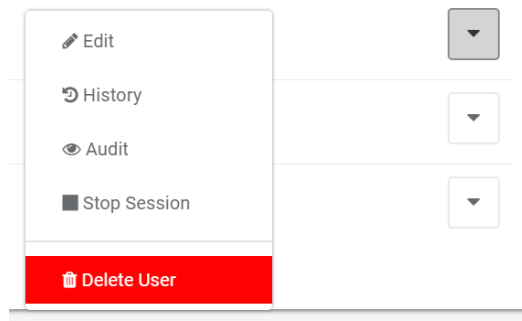 Edit
History
Audit
Stop Session
Delete User